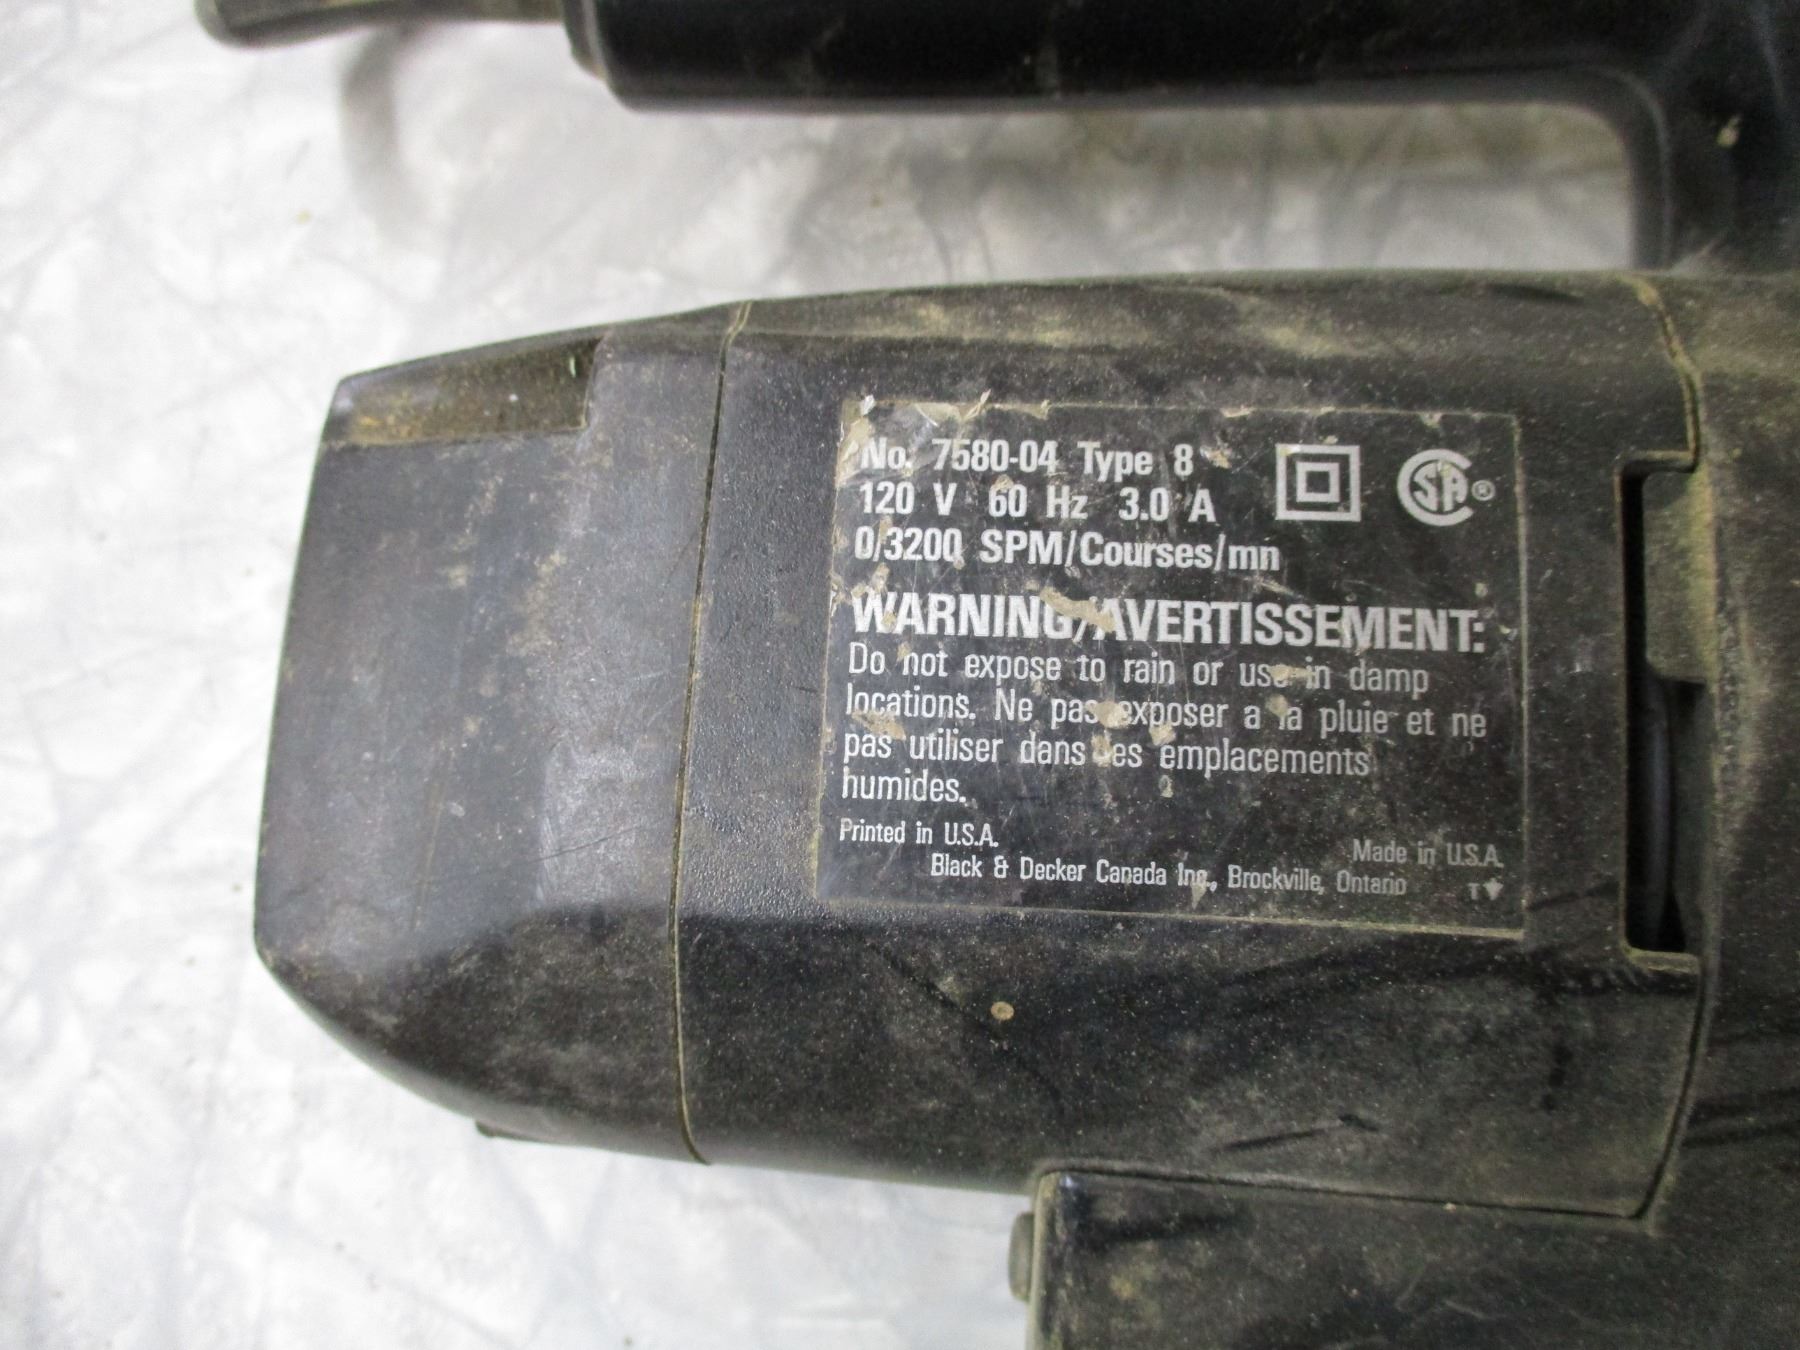 No. 7580-04 Type 8
120 V 60 Hz 3.0 A
SA®
0/3200 SPM/Courses/mn
WARNING/AVERTISSEMENT:
Do not expose to rain or use in damp
locations. Ne pas exposer a la pluie et ne
pas utiliser dans les emplacements
humides.
Printed in U.S.A.
Made in U.S.A.
Black & Decker Canada Inc., Brockville, Ontario
T